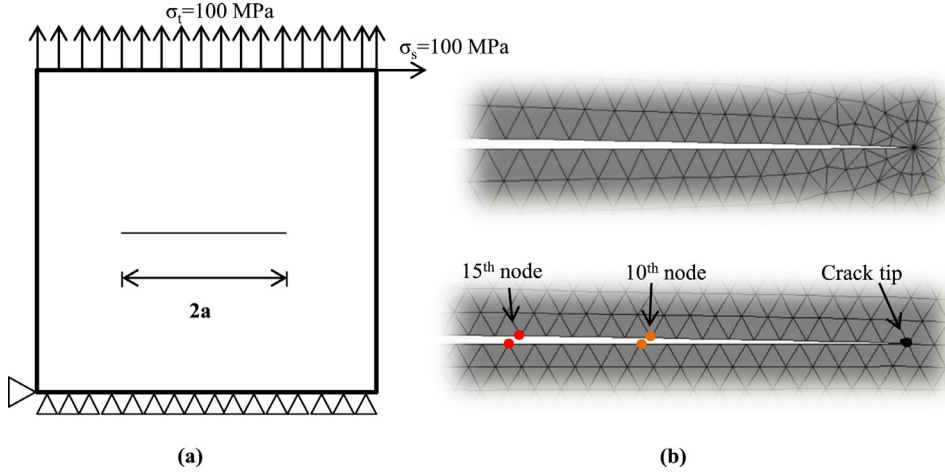 σt=100 MPa
σs=100 MPa
2a
15th node
10th node
Crack tip
(a)
(b)